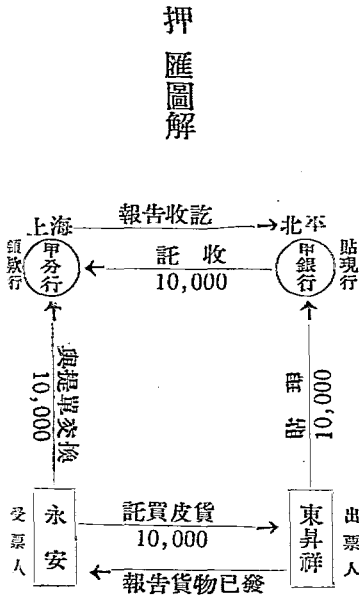 押匯圖解
上海
報告收訖
北平
領款行
甲分行
託收
10,000
甲銀行
貼現行
與提單交換
10,000
10,000
受票人
永安
託買皮貨
10,000
報告貨物已發
東昇祥
出票人